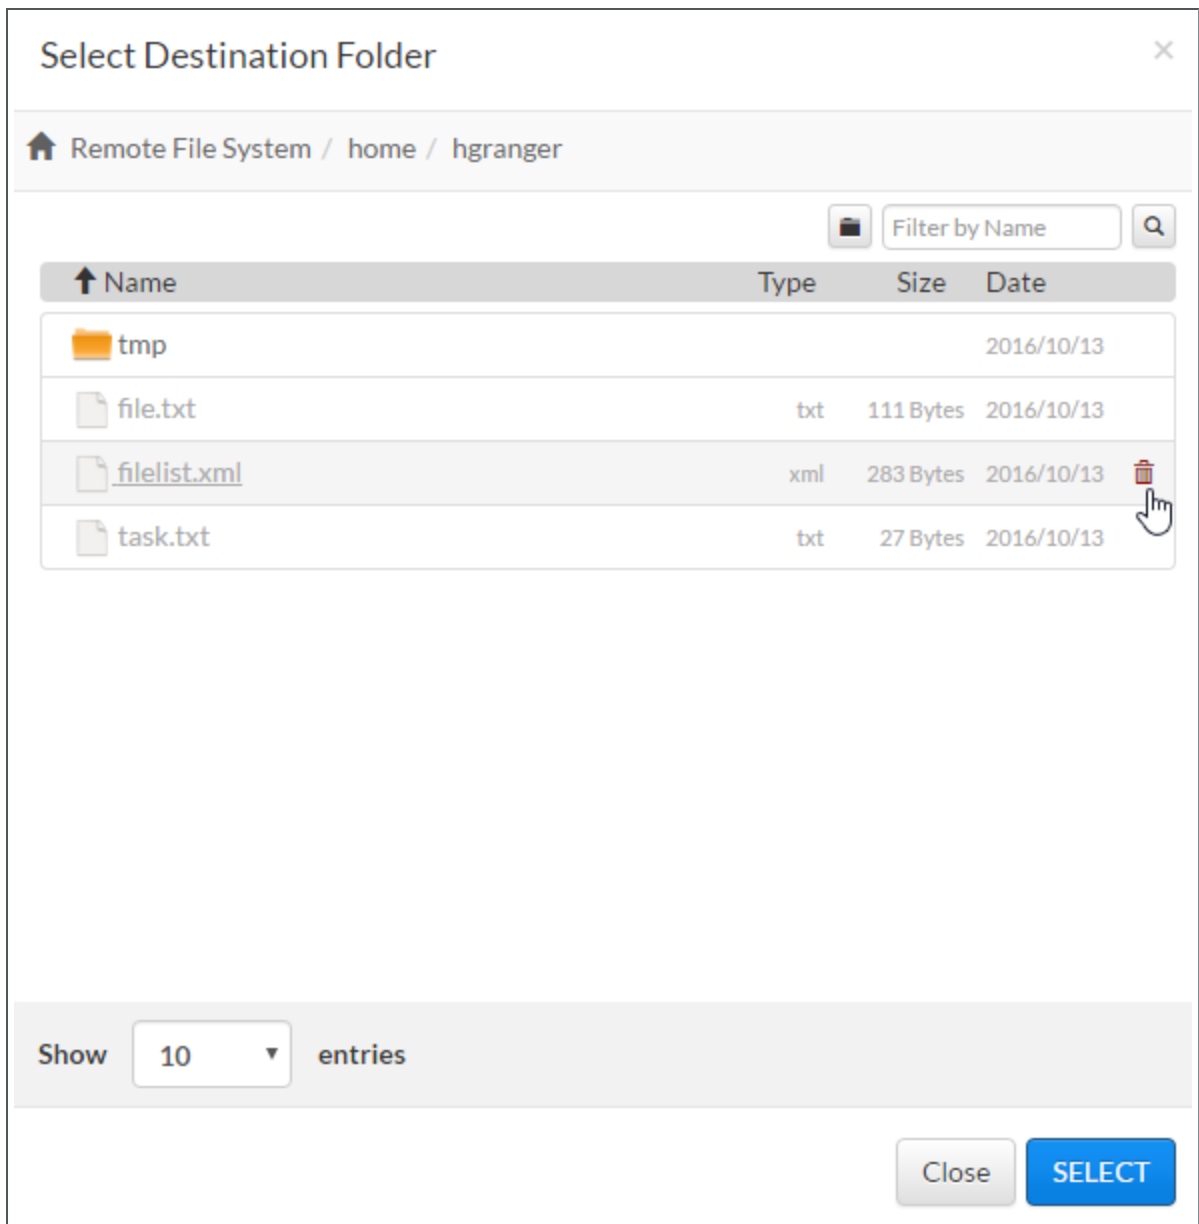 Select Destination Folder ×
Remote File System / home / hgranger
Filter by Name
Name Type Size Date
tmp 2016/10/13
file.txt txt 111 Bytes 2016/10/13
filelist.xml xml 283 Bytes 2016/10/13
task.txt txt 27 Bytes 2016/10/13
Show 10 entries
Close SELECT